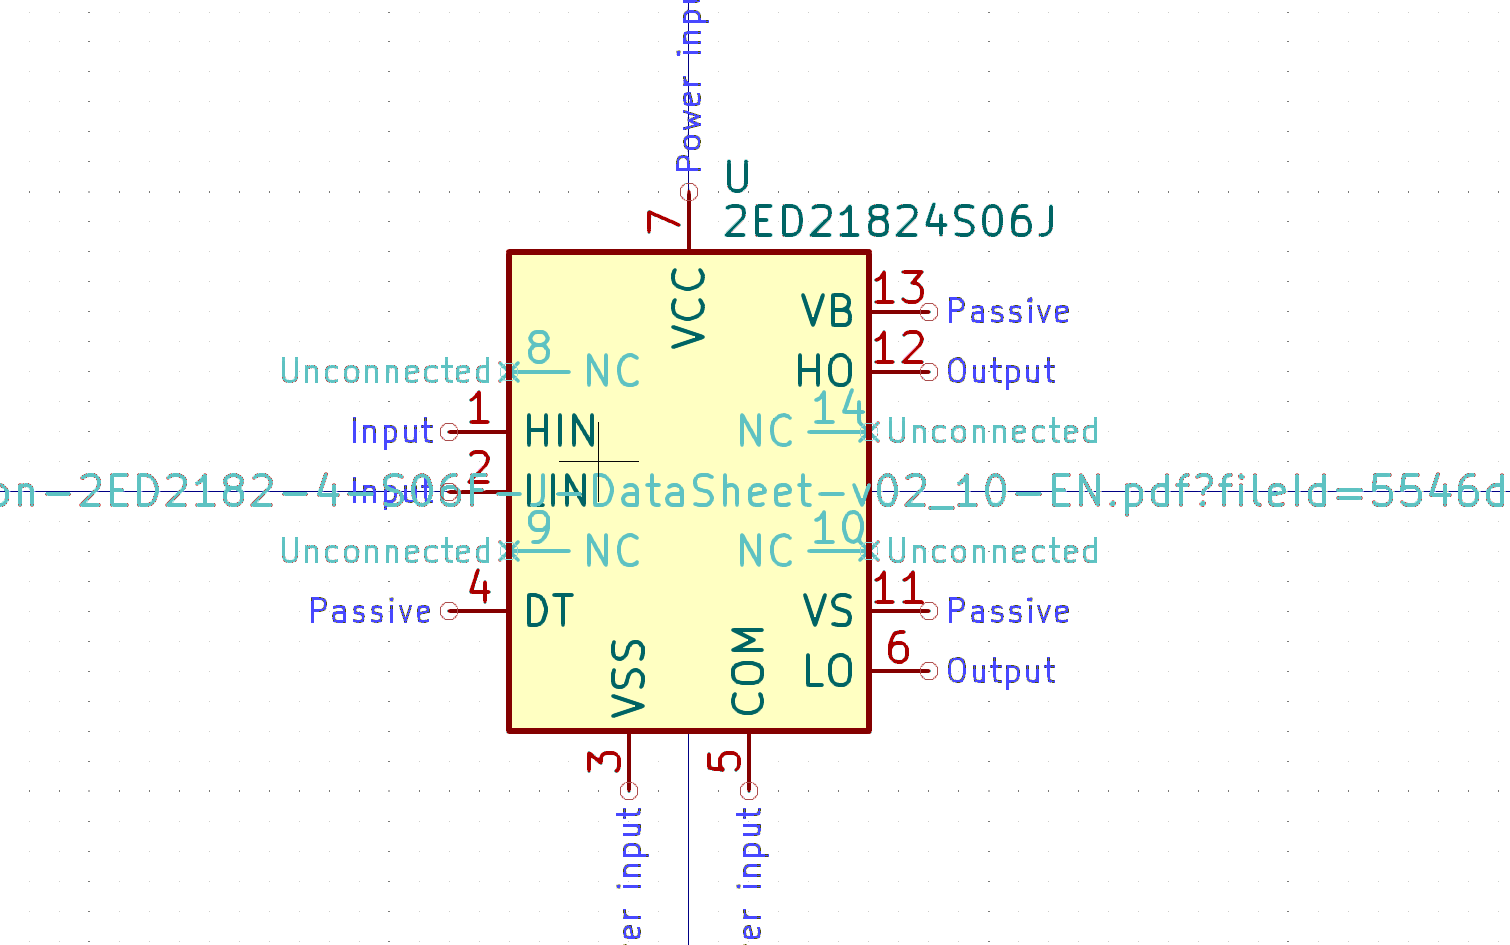 Power input
U
7
2ED21824S06J
VCC
13
VB
Passive
8
12
Unconnected
NC
HO
Output
1
14
Input
HIN
NC
Unconnected
2
Input
LIN
on-2ED2182-4-S06F-J-DataSheet-v02_10-EN.pdf?fileId=5546d
9
10
Unconnected
NC
NC
Unconnected
4
11
Passive
DT
VS
Passive
6
VSS
COM
LO
Output
3
5
er input
er input